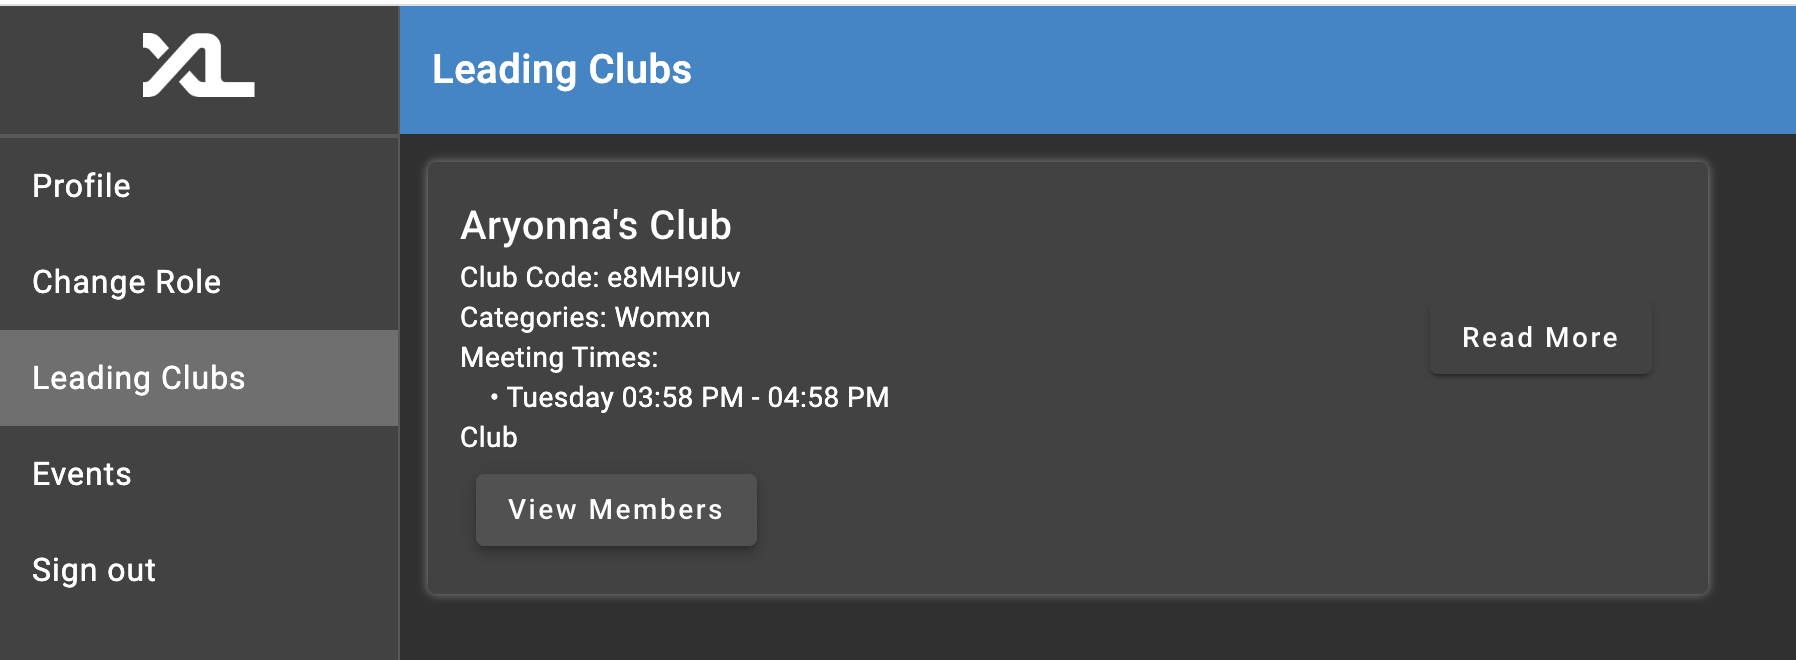 XL
Leading Clubs
Profile
Change Role
Leading Clubs
Events
Sign out
Aryonna's Club
Club Code: e8MH9IUv
Categories: Womxn
Meeting Times:
• Tuesday 03:58 PM - 04:58 PM
Club
View Members
Read More